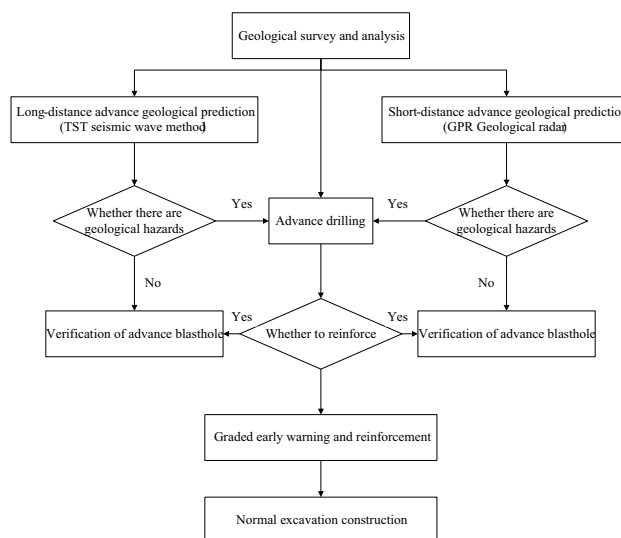 Geological survey and analysis
Long-distance advance geological prediction
(TST seismic wave method)
Short-distance advance geological prediction
(GPR Geological radar)
Whether there are
geological hazards
Yes
Advance drilling
Yes
Whether there are
geological hazards
No
No
Verification of advance blasthole
Yes
Whether to reinforce
Yes
Verification of advance blasthole
Graded early warning and reinforcement
Normal excavation construction